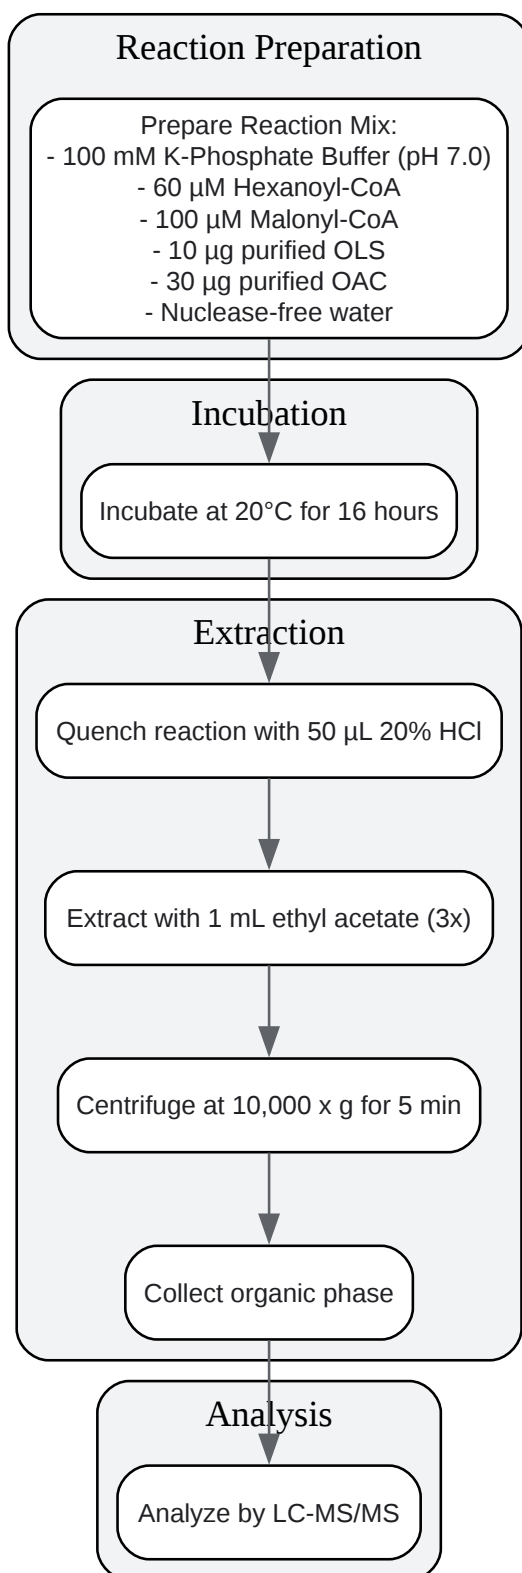 Reaction Preparation
Prepare Reaction Mix:
- 100 mM K-Phosphate Buffer (pH 7.0)
- 60 µM Hexanoyl-CoA
- 100 µM Malonyl-CoA
- 10 µg purified OLS
- 30 µg purified OAC
- Nuclease-free water
Incubation
Incubate at 20°C for 16 hours
Extraction
Quench reaction with 50 µL 20% HCl
Extract with 1 mL ethyl acetate (3x)
Centrifuge at 10,000 x g for 5 min
Collect organic phase
Analysis
Analyze by LC-MS/MS